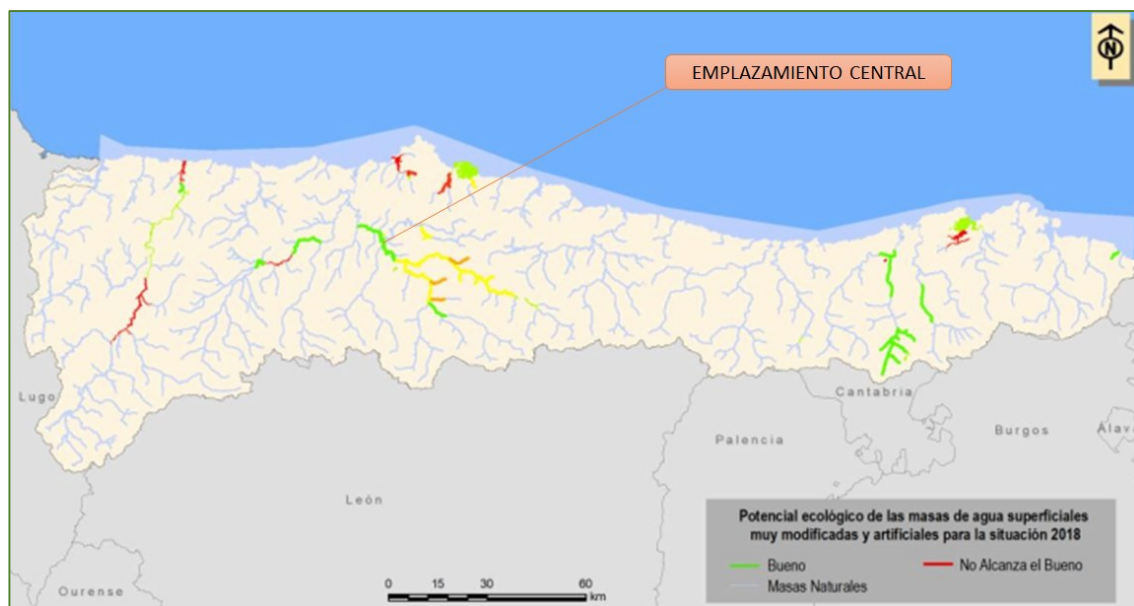 EMPLAZAMIENTO CENTRAL
N
Lugo
Cantabria
Burgos
Álava
Palencia
León
Ourense
Potencial ecológico de las masas de agua superficiales
muy modificadas y artificiales para la situación 2018
Bueno
No Alcanza el Bueno
Masas Naturales
0 15 30 60
km